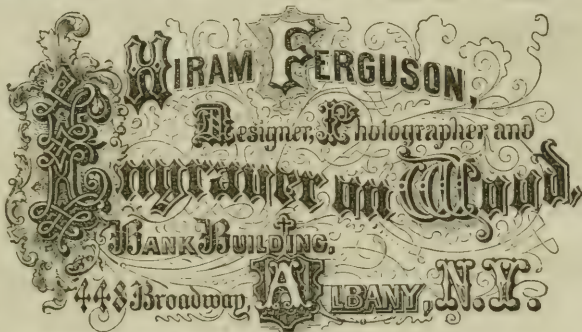 HIRAM FERGUSON,
Designer, Photographer and
Engraver on Wood,
BANK BUILDING,
448 Broadway, ALBANY, N.Y.